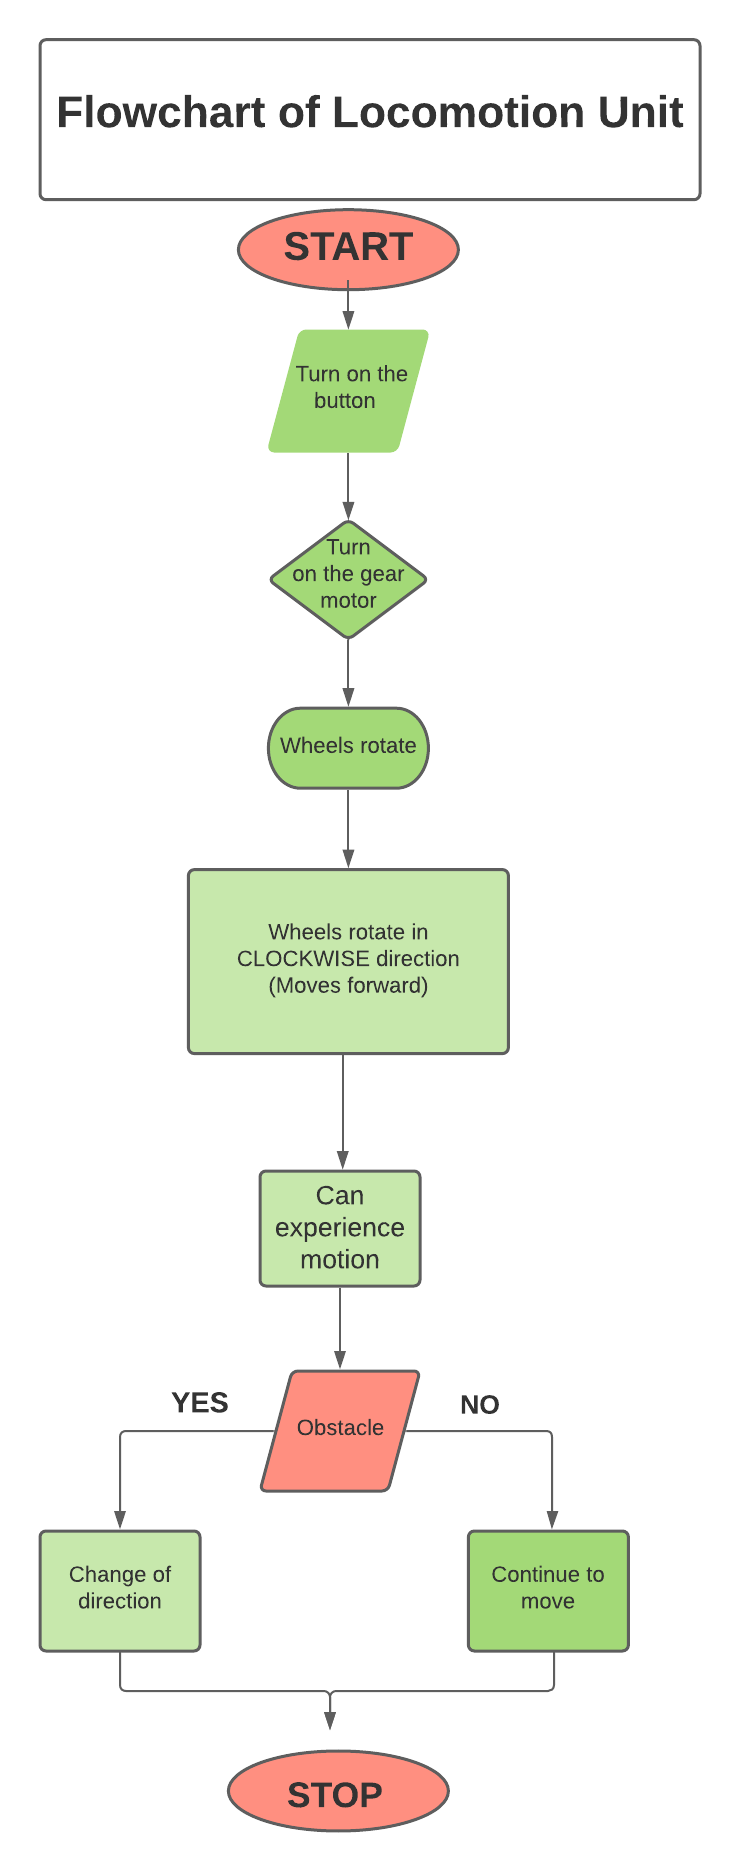 Flowchart of Locomotion Unit
START
Turn on the
button
Turn
on the gear
motor
Wheels rotate
Wheels rotate in
CLOCKWISE direction
(Moves forward)
Can
experience
motion
Obstacle
YES
NO
Change of
direction
Continue to
move
STOP